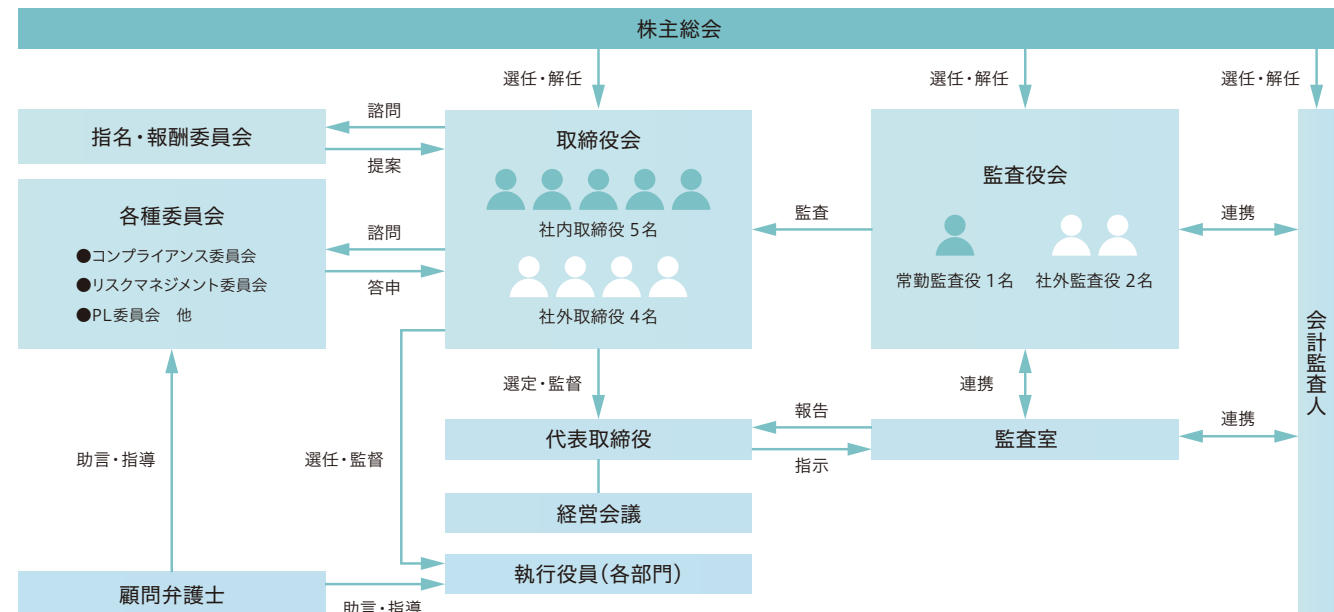 株主総会
選任・解任
選任・解任
選任・解任
指名・報酬委員会
諮問
提案
取締役会
社内取締役 5名
社外取締役 4名
監査役会
常勤監査役 1名
社外監査役 2名
監査
連携
各種委員会
●コンプライアンス委員会
●リスクマネジメント委員会
●PL委員会　他
諮問
答申
会計監査人
選定・監督
連携
代表取締役
報告
指示
監査室
連携
助言・指導
選任・監督
経営会議
執行役員（各部門）
顧問弁護士
助言・指導